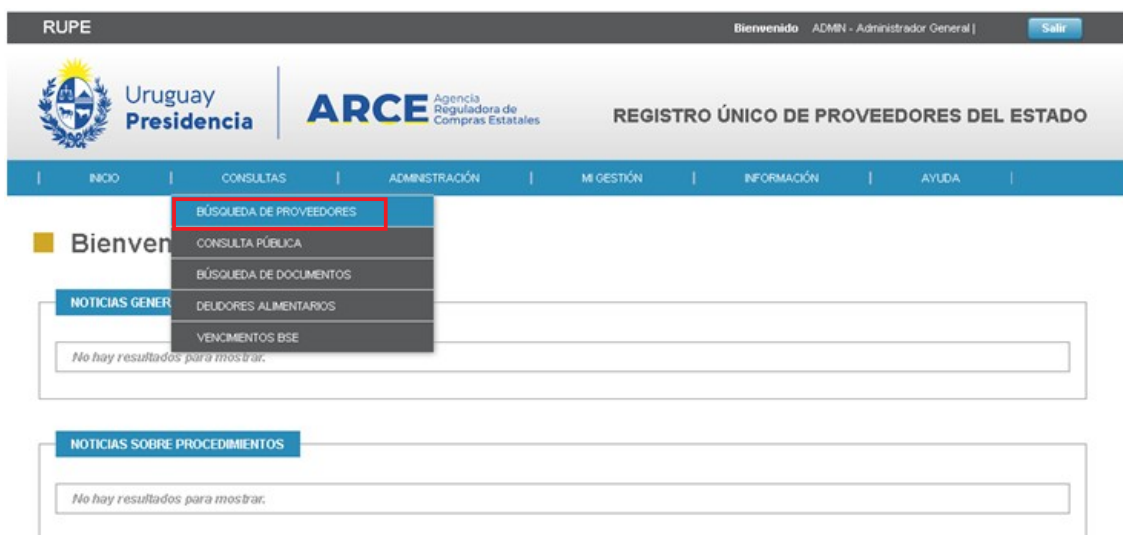 RUPE
Bienvenido ADMIN - Administrador General |
Salir
Uruguay
Presidencia
ARCE
Agencia
Reguladora de
Compras Estatales
REGISTRO ÚNICO DE PROVEEDORES DEL ESTADO
| INICIO | CONSULTAS | ADMINISTRACIÓN | MI GESTIÓN | INFORMACIÓN | AYUDA |
BÚSQUEDA DE PROVEEDORES
CONSULTA PÚBLICA
BÚSQUEDA DE DOCUMENTOS
DEUDORES ALIMENTARIOS
VENCIMIENTOS BSE
Bienven
NOTICIAS GENER
No hay resultados para mostrar.
NOTICIAS SOBRE PROCEDIMIENTOS
No hay resultados para mostrar.